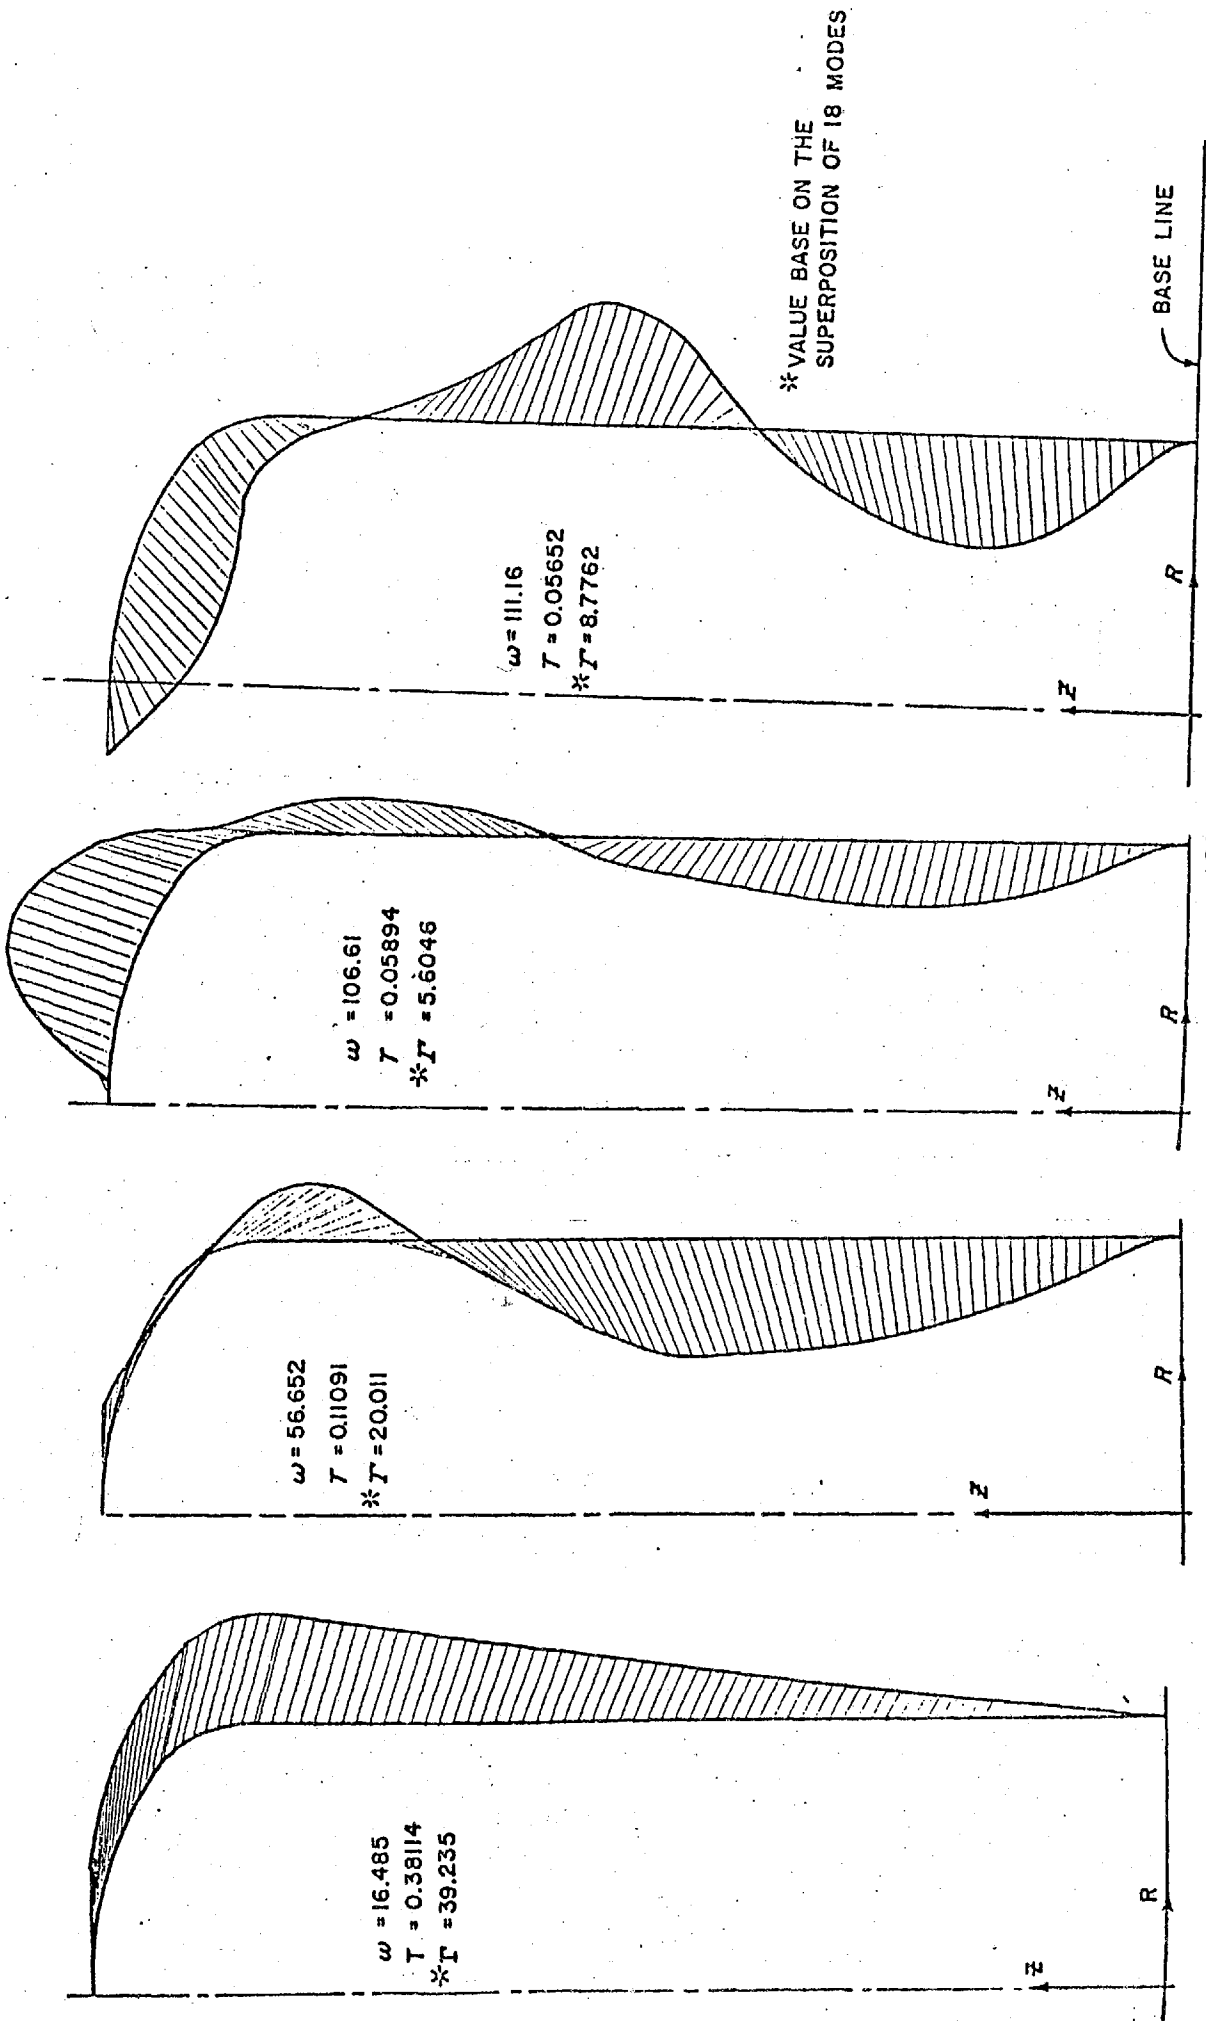 ω = 16.485
T = 0.38114
*Γ = 39.235
Z
R
ω = 56.652
T = 0.11091
*Γ = 20.011
Z
R
ω = 106.61
T = 0.05894
*Γ = 5.6046
Z
R
ω = 111.16
T = 0.05652
*Γ = 8.7762
Z
R
*VALUE BASE ON THE
SUPERPOSITION OF 18 MODES
BASE LINE